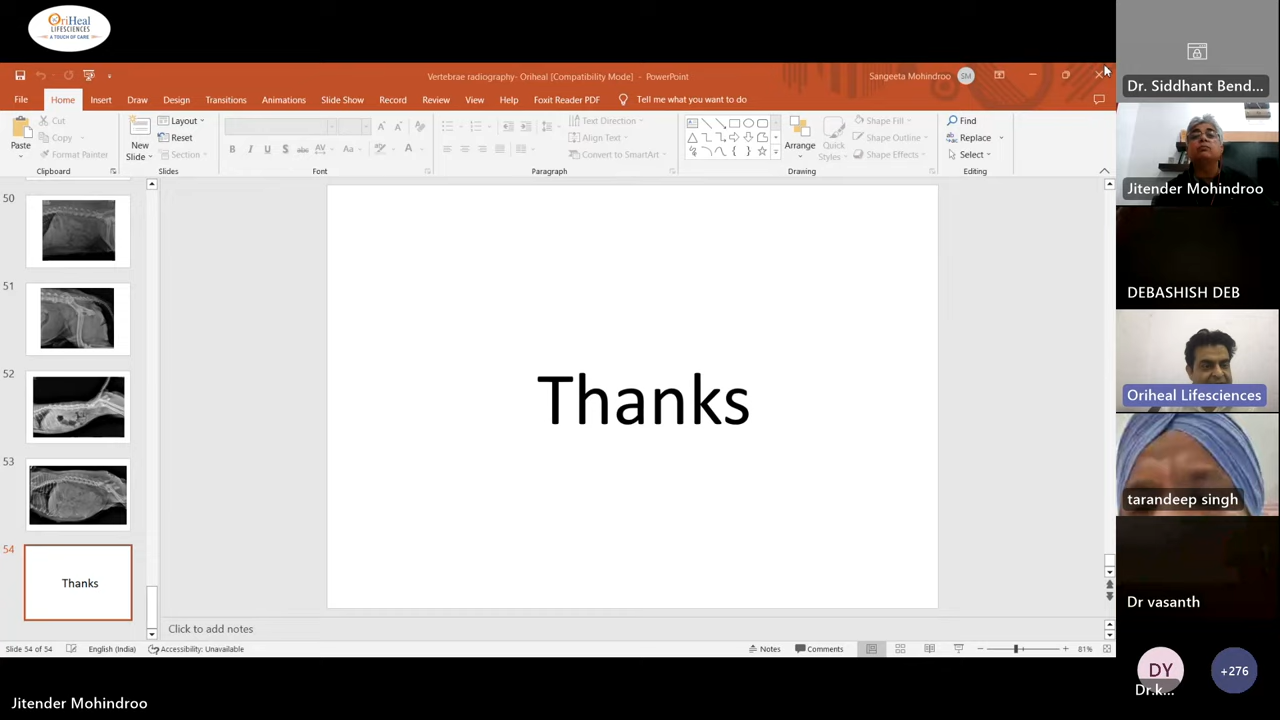 OriHeal
LIFESCIENCES
A TOUCH OF CARE
Vertebrae radiography- Oriheal [Compatibility Mode] - PowerPoint
Sangeeta Mohindroo
SM
File
Home
Insert
Draw
Design
Transitions
Animations
Slide Show
Record
Review
View
Help
Foxit Reader PDF
Tell me what you want to do
Paste
Cut
Copy
Format Painter
Clipboard
New
Slide
Layout
Reset
Section
Slides
B I U S abc AV Aa A
Font
Text Direction
Align Text
Convert to SmartArt
Paragraph
Arrange
Quick
Styles
Shape Fill
Shape Outline
Shape Effects
Drawing
Find
Replace
Select
Editing
50
51
52
53
54
Thanks
Thanks
Click to add notes
Slide 54 of 54
English (India)
Accessibility: Unavailable
Notes
Comments
81%
Dr. Siddhant Bend...
Jitender Mohindroo
DEBASHISH DEB
Oriheal Lifesciences
tarandeep singh
Dr vasanth
DY
Dr.k...
+276
Jitender Mohindroo